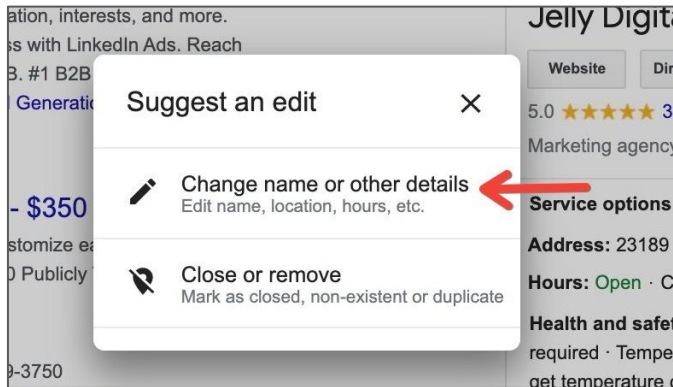 ation, interests, and more.
ss with LinkedIn Ads. Reach
B. #1 B2B
Generatio
- $350
stomize ea
0 Publicly
9-3750
Suggest an edit
Change name or other details
Edit name, location, hours, etc.
Close or remove
Mark as closed, non-existent or duplicate
Jelly Digita
Website Dir
5.0 3
Marketing agency
Service options
Address: 23189
Hours: Open · C
Health and safet
required · Tempe
get temperature c